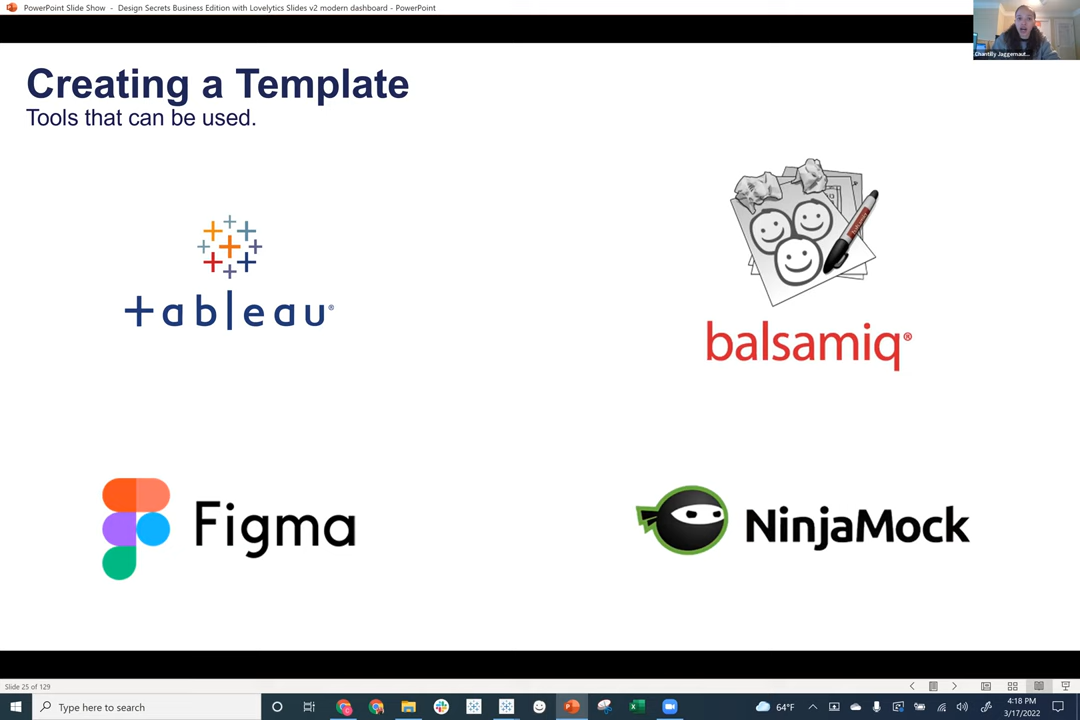 PowerPoint Slide Show - Design Secrets Business Edition with Lovelytics Slides v2 modern dashboard - PowerPoint
Chantilly Jaggernaut...
Creating a Template
Tools that can be used.
+ableau®
balsamiq®
Figma
NinjaMock
Slide 25 of 129
Type here to search
64°F
4:18 PM
3/17/2022